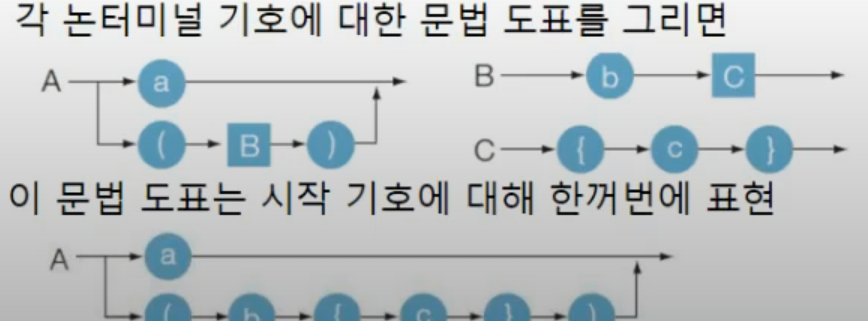 각 논터미널 기호에 대한 문법 도표를 그리면
A a B b C
( B ) C { c }
이 문법 도표는 시작 기호에 대해 한꺼번에 표현
A a
( b { c } )